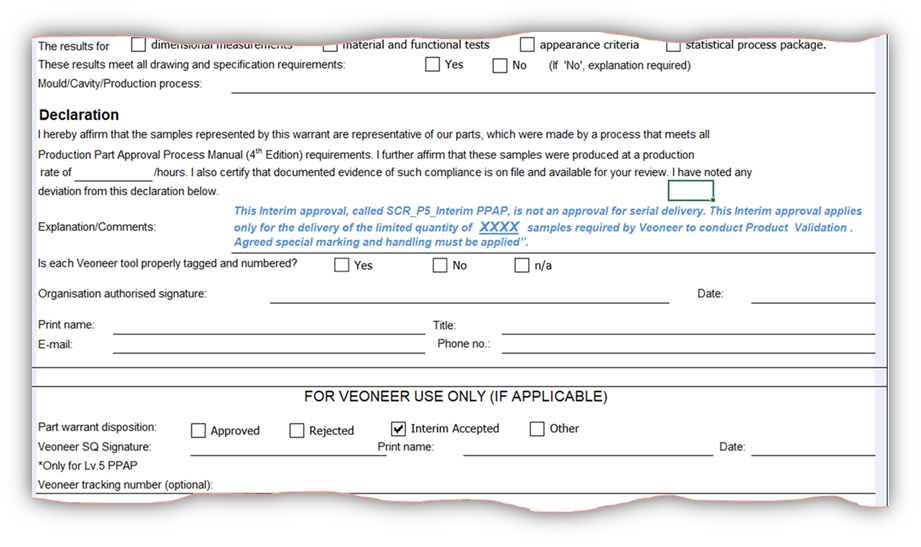 The results for dimensional measurements material and functional tests appearance criteria statistical process package.
These results meet all drawing and specification requirements: Yes No (If 'No', explanation required)
Mould/Cavity/Production process:
Declaration
I hereby affirm that the samples represented by this warrant are representative of our parts, which were made by a process that meets all
Production Part Approval Process Manual (4th Edition) requirements. I further affirm that these samples were produced at a production
rate of /hours. I also certify that documented evidence of such compliance is on file and available for your review. I have noted any
deviation from this declaration below.
This Interim approval, called SCR_P5_Interim PPAP, is not an approval for serial delivery. This Interim approval applies
Explanation/Comments: only for the delivery of the limited quantity of XXXX samples required by Veoneer to conduct Product Validation .
Agreed special marking and handling must be applied”.
Is each Veoneer tool properly tagged and numbered? Yes No n/a
Organisation authorised signature: Date:
Print name: Title:
E-mail: Phone no.:
FOR VEONEER USE ONLY (IF APPLICABLE)
Part warrant disposition: Approved Rejected Interim Accepted Other
Veoneer SQ Signature: Print name: Date:
*Only for Lv.5 PPAP
Veoneer tracking number (optional):